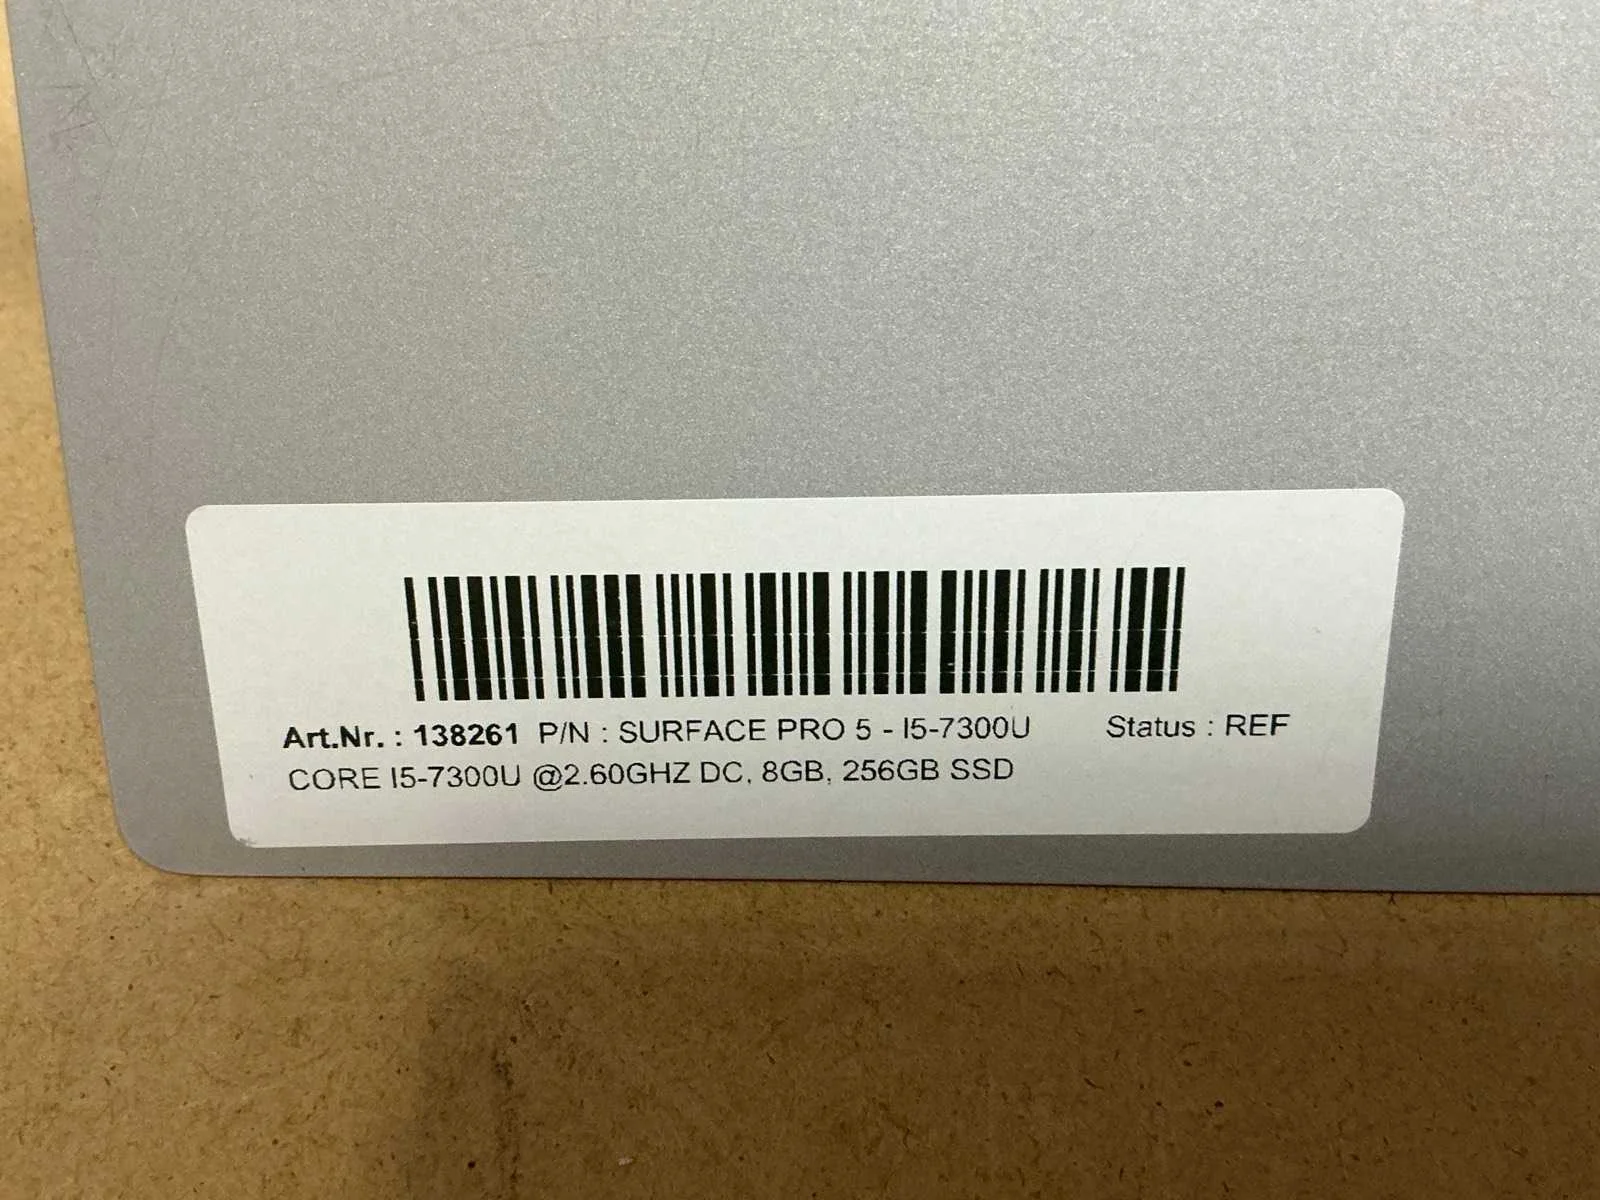 Art.Nr. : 138261 P/N : SURFACE PRO 5 - I5-7300U Status : REF
CORE I5-7300U @2.60GHZ DC, 8GB, 256GB SSD